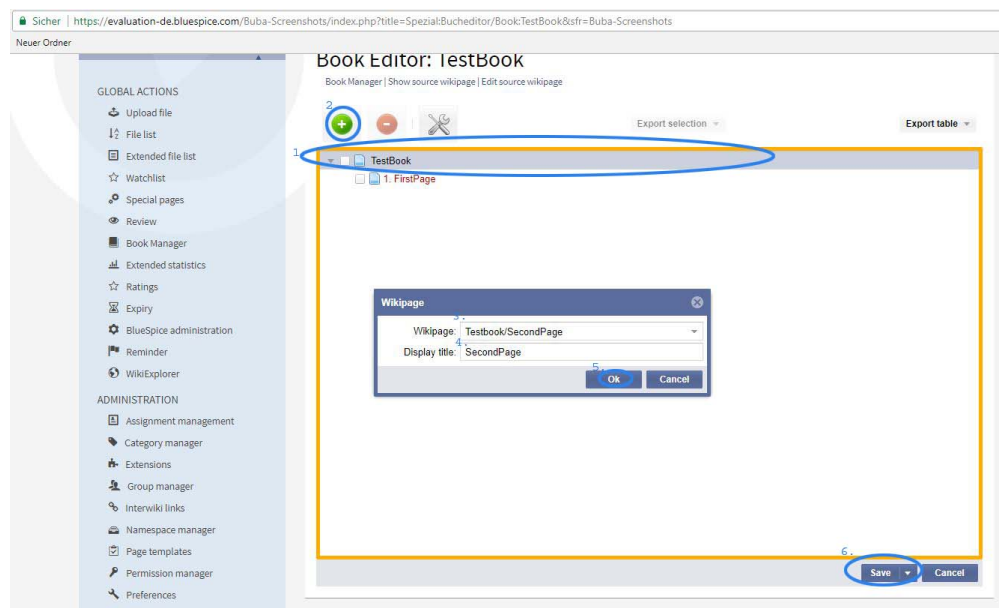 Sicher | https://evaluation-de.bluespice.com/Buba-Screenshots/index.php?title=Spezial:Bucheditor/Book:TestBook&sfr=Buba-Screenshots
Neuer Ordner
Book Editor: TestBook
Book Manager | Show source wikipage | Edit source wikipage
GLOBAL ACTIONS
Upload file
File list
Extended file list
Watchlist
Special pages
Review
Book Manager
Extended statistics
Ratings
Expiry
BlueSpice administration
Reminder
WikiExplorer
ADMINISTRATION
Assignment management
Category manager
Extensions
Group manager
Interwiki links
Namespace manager
Page templates
Permission manager
Preferences
2.
Export selection
Export table
1.
TestBook
1. FirstPage
Wikipage
3.
Wikipage: Testbook/SecondPage
4.
Display title: SecondPage
5.
Ok Cancel
6.
Save Cancel